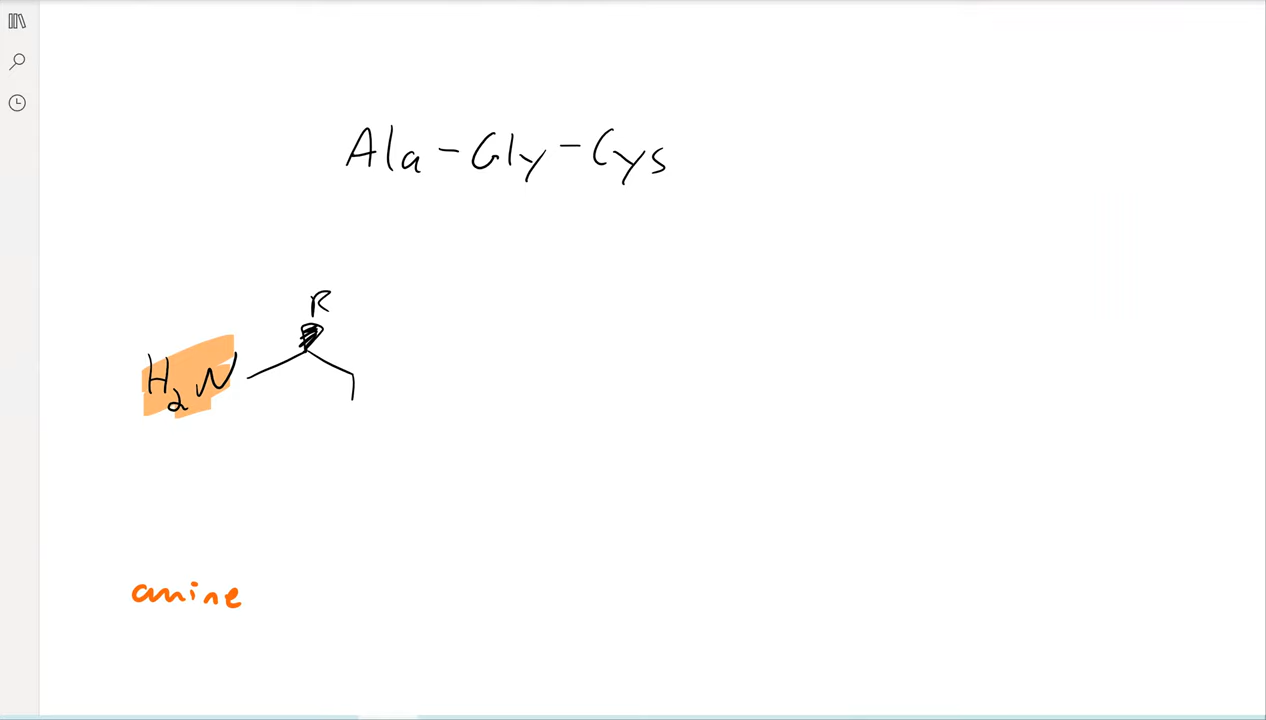 Ala - Gly - Cys
R
H₂N
amine